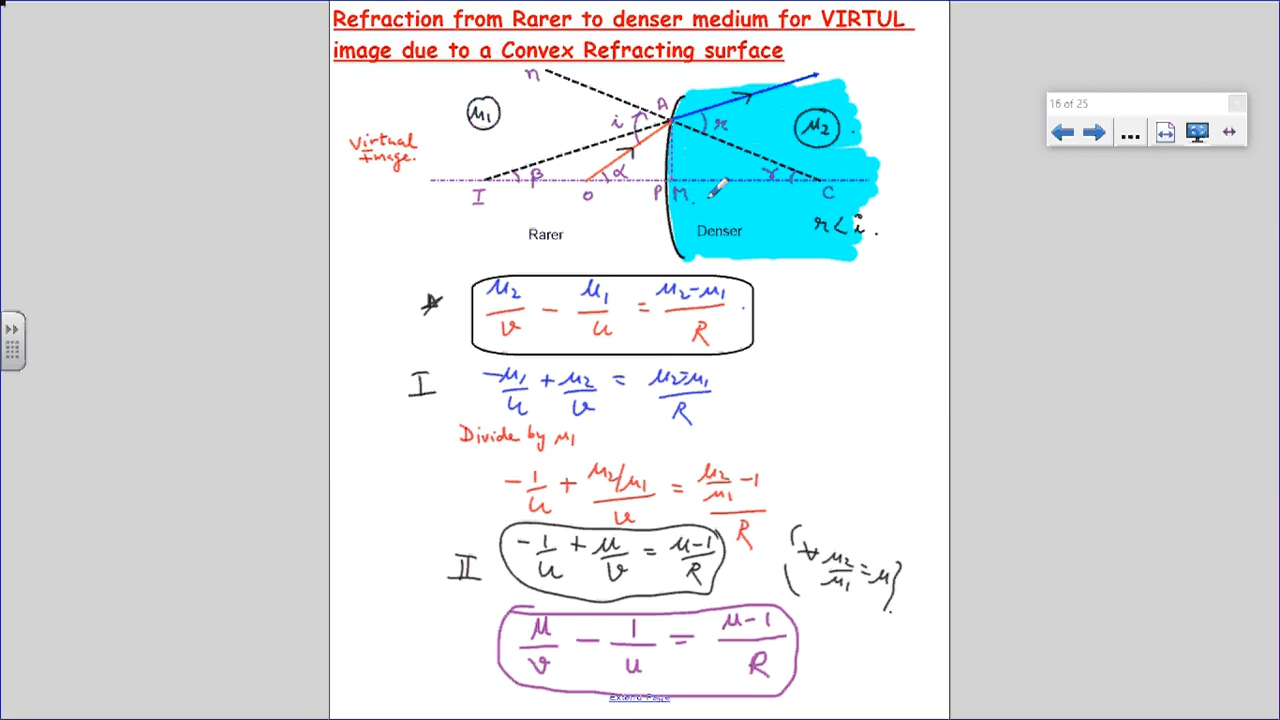 Refraction from Rarer to denser medium for VIRTUL
image due to a Convex Refracting surface
16 of 25
n
μ1
A
i
r
μ2
Virtual
Image.
I
β
O
α
P
M
γ
C
Rarer
Denser
r < i.
μ2/v - μ1/u = (μ2-μ1)/R
I
-μ1/u + μ2/v = (μ2-μ1)/R
Divide by μ1
-1/u + (μ2/μ1)/v = (μ2/μ1 - 1)/R
II
-1/u + μ/v = (μ-1)/R
(∵ μ2/μ1 = μ)
μ/v - 1/u = (μ-1)/R
Extend Page